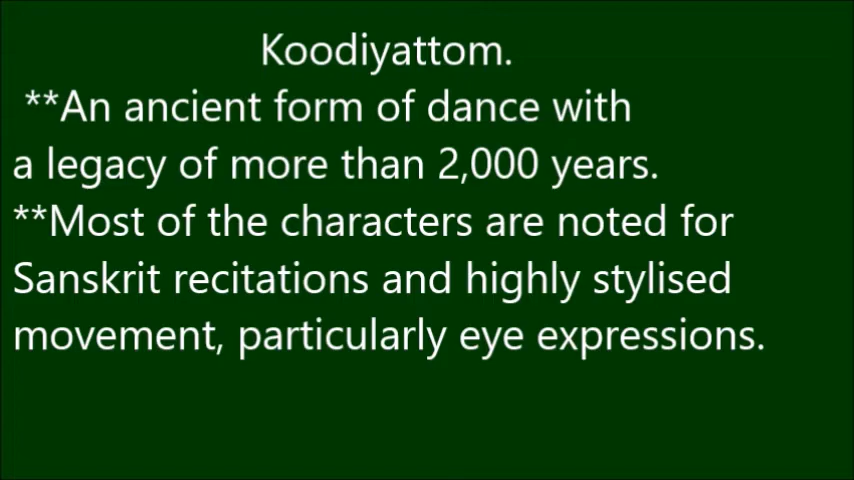 Koodiyattom.
**An ancient form of dance with
a legacy of more than 2,000 years.
**Most of the characters are noted for
Sanskrit recitations and highly stylised
movement, particularly eye expressions.